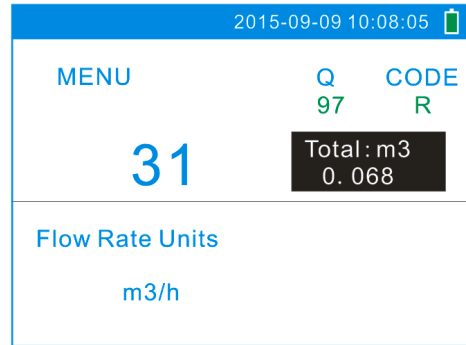 2015-09-09 10:08:05
MENU Q CODE
97 R
31
Total: m3
0.068
Flow Rate Units
m3/h